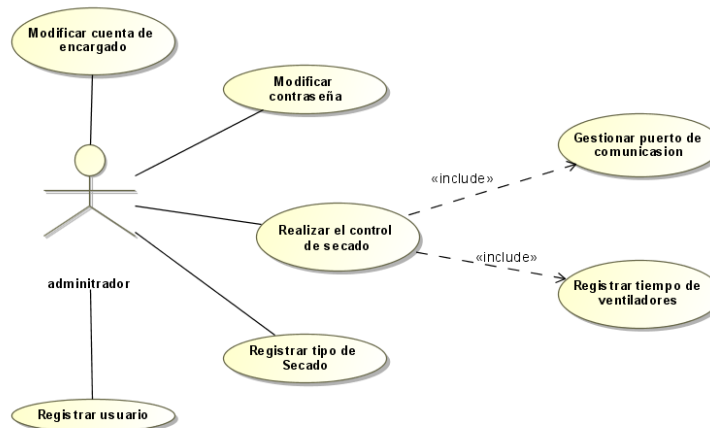 Modificar cuenta de
encargado
Modificar
contraseña
Gestionar puerto de
comunicasion
«include»
Realizar el control
de secado
«include»
Registrar tiempo de
ventiladores
adminitrador
Registrar tipo de
Secado
Registrar usuario